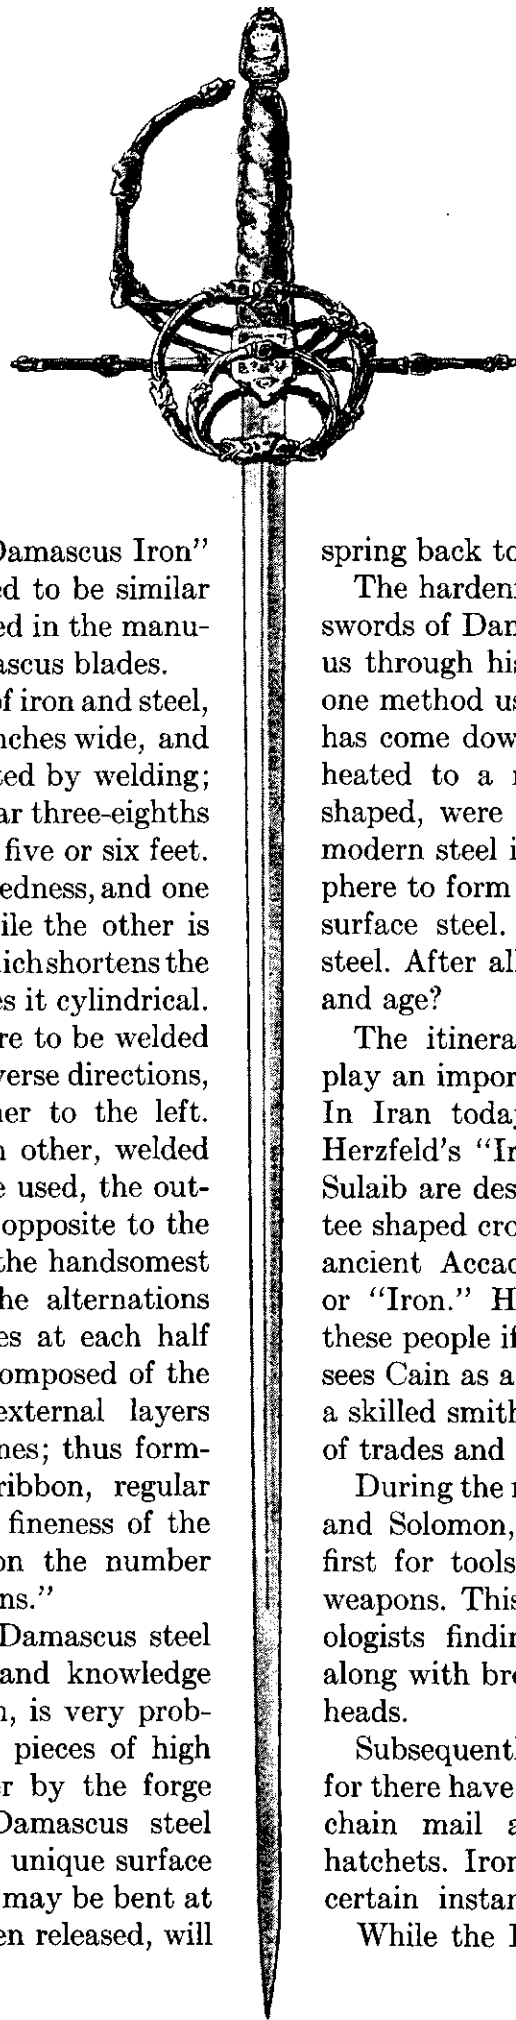 Damascus Iron”
ed to be similar
ed in the manu-
ascus blades.
of iron and steel,
nches wide, and
ted by welding;
ar three-eighths
five or six feet.
edness, and one
ile the other is
ich shortens the
es it cylindrical.
re to be welded
verse directions,
er to the left.
n other, welded
e used, the out-
opposite to the
the handsomest
he alternations
es at each half
omposed of the
external layers
nes; thus form-
ribbon, regular
fineness of the
on the number
ns.”
Damascus steel
and knowledge
n, is very prob-
pieces of high
er by the forge
Damascus steel
unique surface
may be bent at
en released, will
spring back to
The hardeni
swords of Dam
us through his
one method us
has come dow
heated to a r
shaped, were
modern steel i
phere to form
surface steel.
steel. After all
and age?
The itinera
play an impor
In Iran today
Herzfeld’s “Ir
Sulaib are des
tee shaped cro
ancient Accad
or “Iron.” H
these people if
sees Cain as a
a skilled smith
of trades and
During the r
and Solomon,
first for tools
weapons. This
ologists findin
along with bro
heads.
Subsequentl
for there have
chain mail a
hatchets. Iron
certain instan
While the I